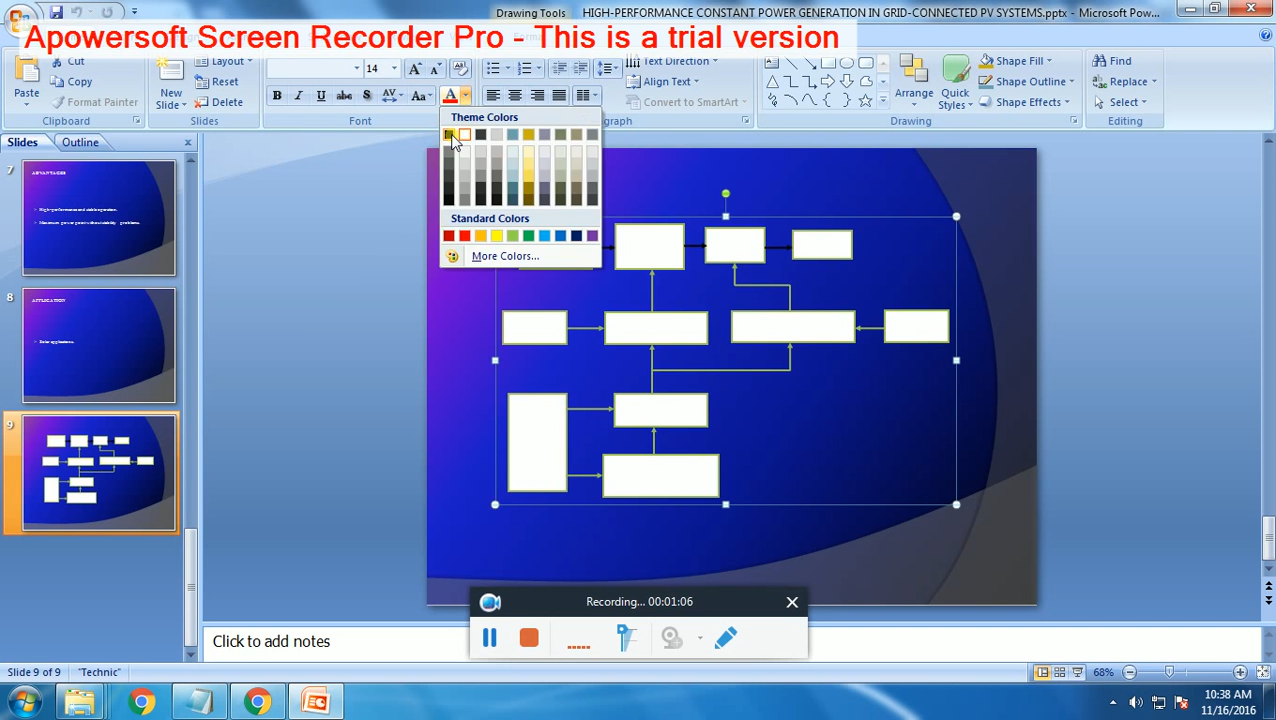 Drawing Tools
HIGH-PERFORMANCE CONSTANT POWER GENERATION IN GRID-CONNECTED PV SYSTEMS.pptx - Microsoft Pow...
Apowersoft Screen Recorder Pro - This is a trial version
Cut
Copy
Format Painter
Paste
Clipboard
New
Slide
Layout
Reset
Delete
Slides
14
B I U abc S AV Aa A
Font
Text Direction
Align Text
Convert to SmartArt
graph
Arrange
Quick
Styles
Shape Fill
Shape Outline
Shape Effects
Drawing
Find
Replace
Select
Editing
Theme Colors
Standard Colors
More Colors...
Slides
Outline
7
ADVANTAGES
8
APPLICATION
9
Recording... 00:01:06
Click to add notes
Slide 9 of 9
"Technic"
68%
10:38 AM
11/16/2016